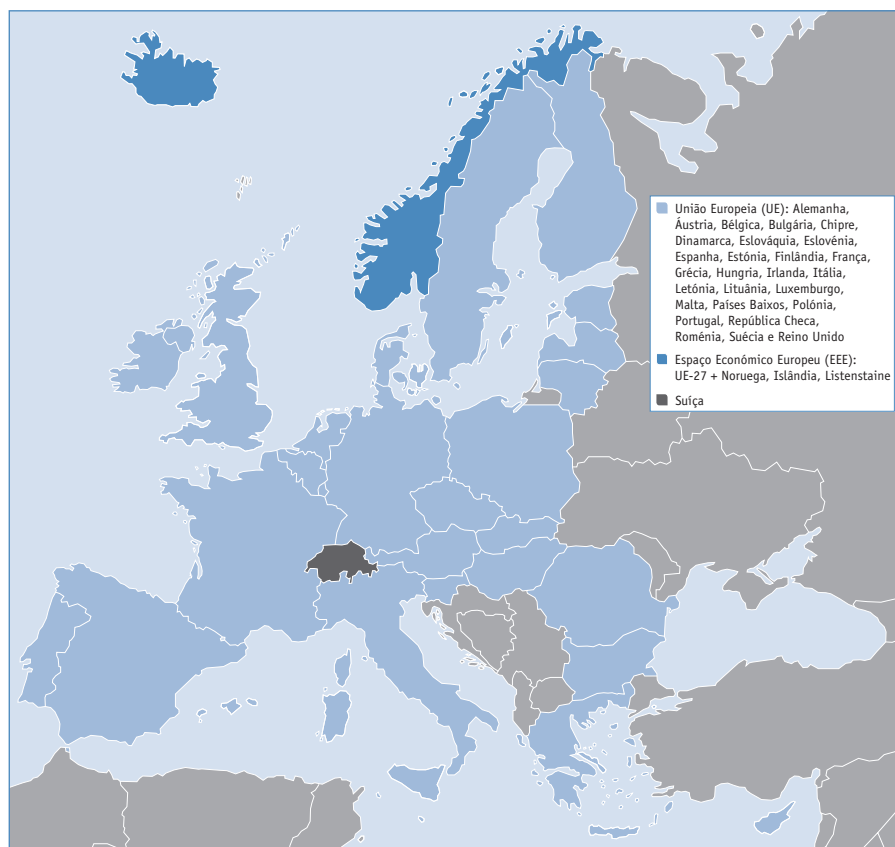 União Europeia (UE): Alemanha,
Áustria, Bélgica, Bulgária, Chipre,
Dinamarca, Eslováquia, Eslovénia,
Espanha, Estónia, Finlândia, França,
Grécia, Hungria, Irlanda, Itália,
Letónia, Lituânia, Luxemburgo,
Malta, Países Baixos, Polónia,
Portugal, República Checa,
Roménia, Suécia e Reino Unido
Espaço Económico Europeu (EEE):
UE-27 + Noruega, Islândia, Listenstaine
Suíça